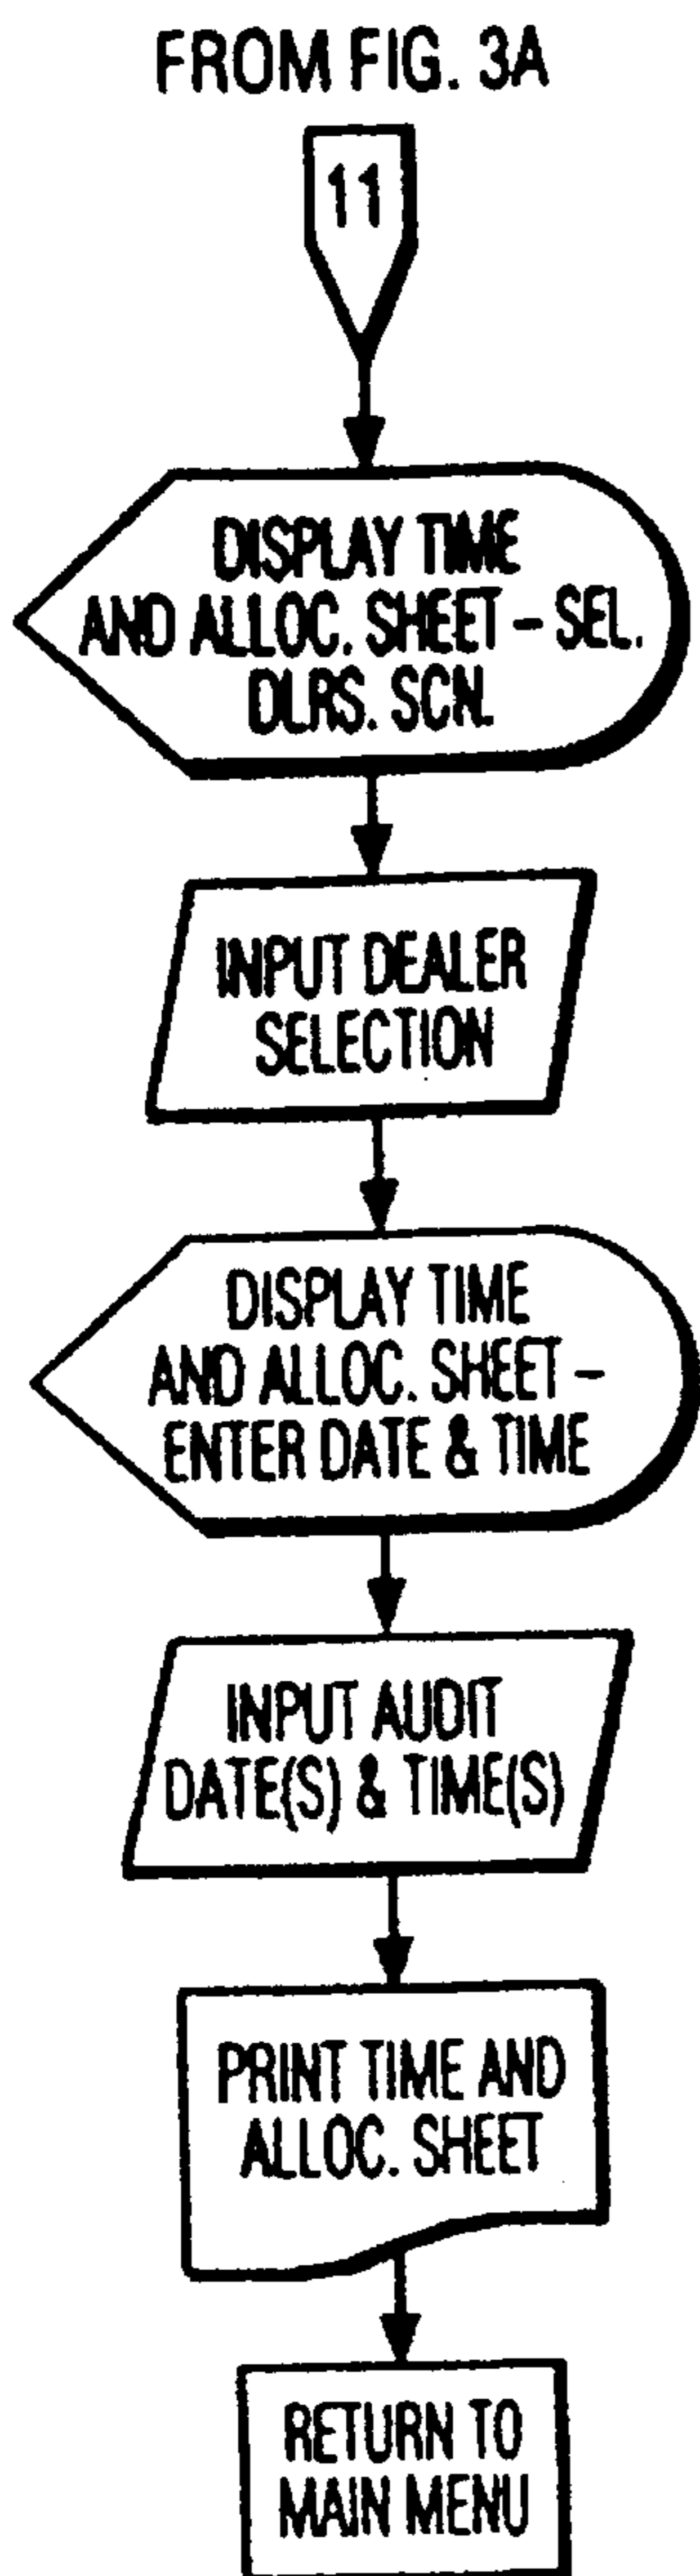 FROM FIG. 3A
11
DISPLAY TIME
AND ALLOC. SHEET – SEL.
DLRS. SCN.
INPUT DEALER
SELECTION
DISPLAY TIME
AND ALLOC. SHEET –
ENTER DATE & TIME
INPUT AUDIT
DATE(S) & TIME(S)
PRINT TIME AND
ALLOC. SHEET
RETURN TO
MAIN MENU